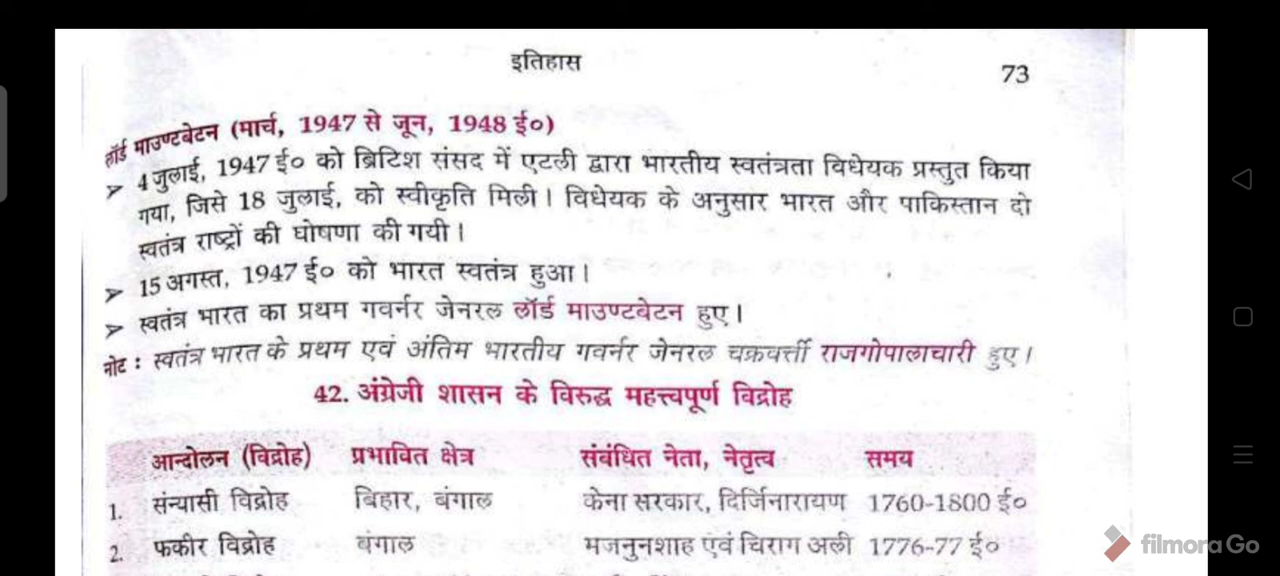 इतिहास
73
लॉर्ड माउण्टबेटन (मार्च, 1947 से जून, 1948 ई०)
➢ 4 जुलाई, 1947 ई० को ब्रिटिश संसद में एटली द्वारा भारतीय स्वतंत्रता विधेयक प्रस्तुत किया
गया, जिसे 18 जुलाई, को स्वीकृति मिली। विधेयक के अनुसार भारत और पाकिस्तान दो
स्वतंत्र राष्ट्रों की घोषणा की गयी।
➢ 15 अगस्त, 1947 ई० को भारत स्वतंत्र हुआ।
➢ स्वतंत्र भारत का प्रथम गवर्नर जेनरल लॉर्ड माउण्टबेटन हुए।
नोट : स्वतंत्र भारत के प्रथम एवं अंतिम भारतीय गवर्नर जेनरल चक्रवर्त्ती राजगोपालाचारी हुए।
42. अंग्रेजी शासन के विरुद्ध महत्त्वपूर्ण विद्रोह
आन्दोलन (विद्रोह) प्रभावित क्षेत्र संबंधित नेता, नेतृत्व समय
1. संन्यासी विद्रोह बिहार, बंगाल केना सरकार, दिर्जिनारायण 1760-1800 ई०
2. फकीर विद्रोह बंगाल मजनुनशाह एवं चिराग अली 1776-77 ई०
filmoraGo